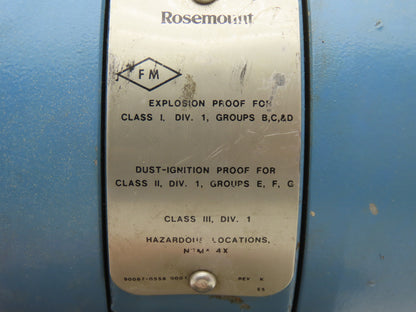 Rosemount
FM
EXPLOSION PROOF FOR
CLASS I, DIV. 1, GROUPS B,C,&D
DUST-IGNITION PROOF FOR
CLASS II, DIV. 1, GROUPS E, F, G
CLASS III, DIV. 1
HAZARDOUS LOCATIONS,
NEMA 4X
REV K